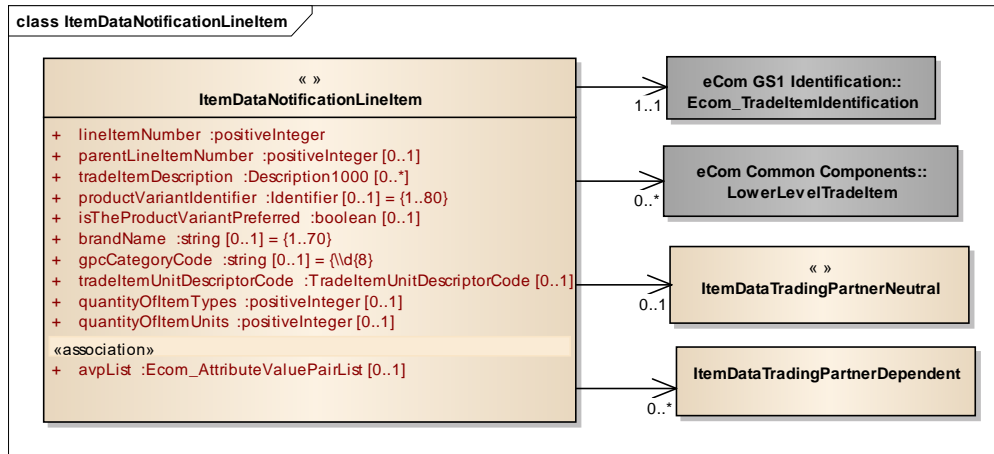 class ItemDataNotificationLineItem
« »
ItemDataNotificationLineItem
+ lineItemNumber :positiveInteger
+ parentLineItemNumber :positiveInteger [0..1]
+ tradeItemDescription :Description1000 [0..*]
+ productVariantIdentifier :Identifier [0..1] = {1..80}
+ isTheProductVariantPreferred :boolean [0..1]
+ brandName :string [0..1] = {1..70}
+ gpcCategoryCode :string [0..1] = {\\d{8}
+ tradeItemUnitDescriptorCode :TradeItemUnitDescriptorCode [0..1]
+ quantityOfItemTypes :positiveInteger [0..1]
+ quantityOfItemUnits :positiveInteger [0..1]
«association»
+ avpList :Ecom_AttributeValuePairList [0..1]
1..1
eCom GS1 Identification::
Ecom_TradeItemIdentification
0..*
eCom Common Components::
LowerLevelTradeItem
0..1
« »
ItemDataTradingPartnerNeutral
0..*
ItemDataTradingPartnerDependent